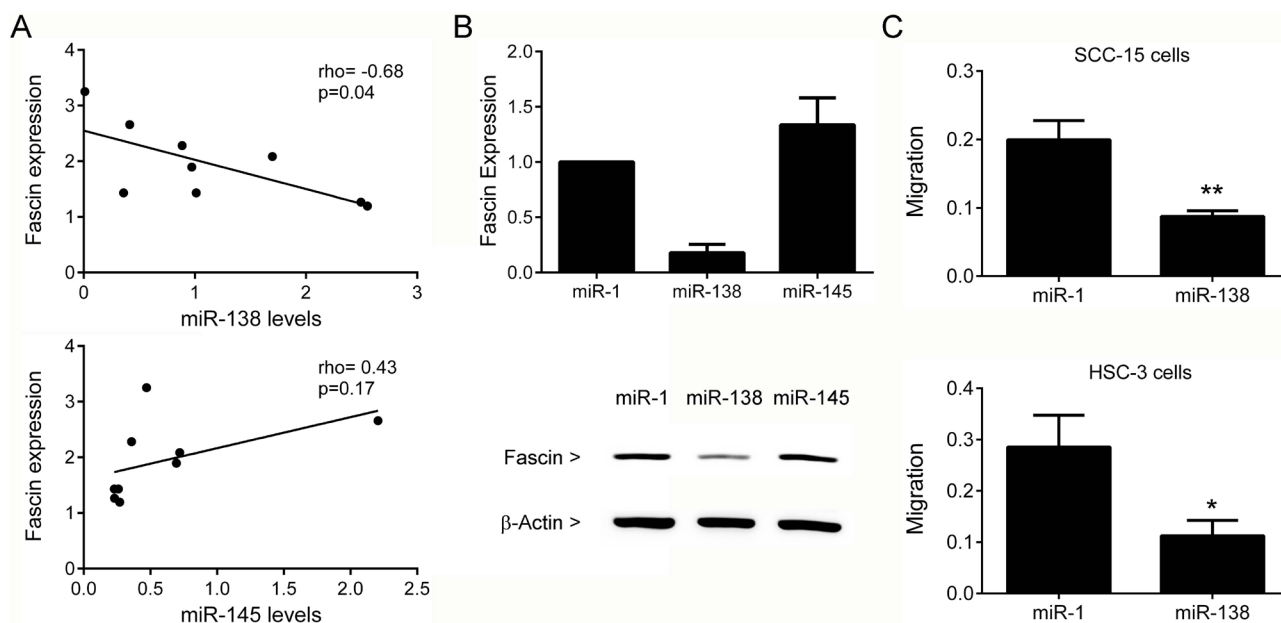 A
Fascin expression
4
3
2
1
0
rho= -0.68
p=0.04
0
1
2
3
miR-138 levels
Fascin expression
4
3
2
1
0
rho= 0.43
p=0.17
0.0
0.5
1.0
1.5
2.0
2.5
miR-145 levels
B
Fascin Expression
2.0
1.5
1.0
0.5
0.0
miR-1
miR-138
miR-145
miR-1 miR-138 miR-145
Fascin >
β-Actin >
C
SCC-15 cells
Migration
0.3
0.2
0.1
0.0
**
miR-1
miR-138
HSC-3 cells
Migration
0.4
0.3
0.2
0.1
0.0
*
miR-1
miR-138